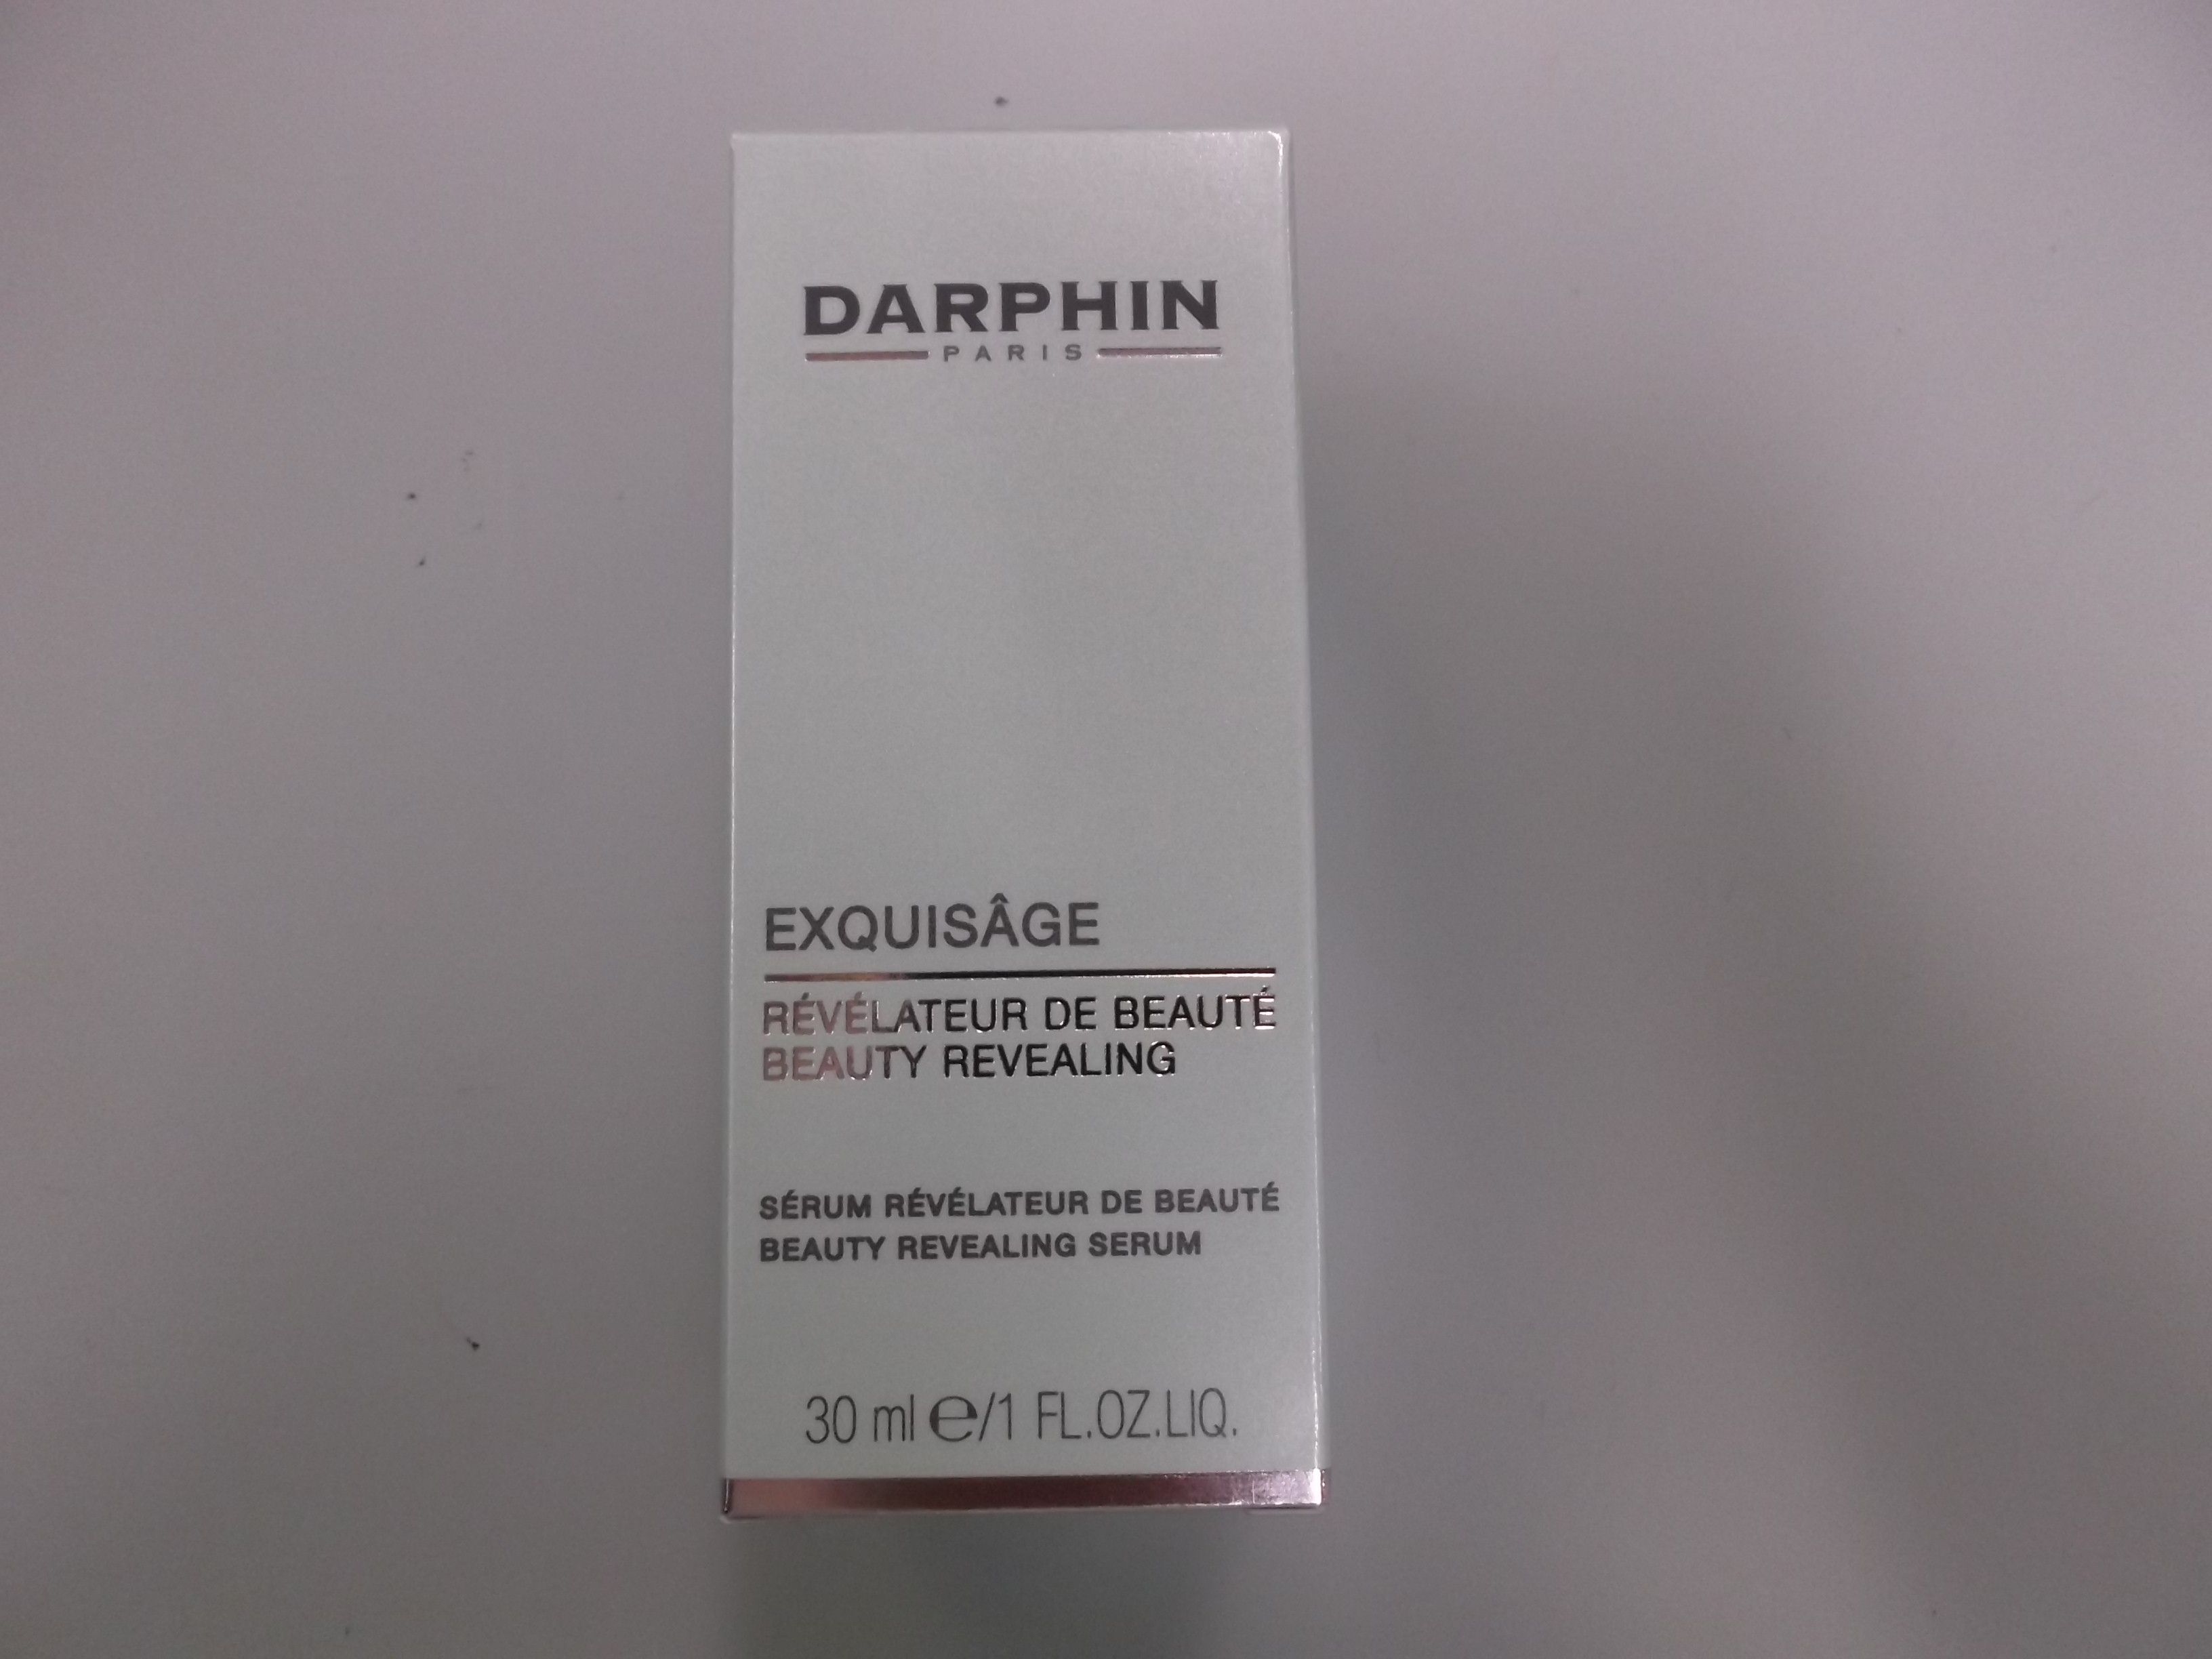 DARPHIN
PARIS
EXQUISÂGE
RÉVÉLATEUR DE BEAUTÉ
BEAUTY REVEALING
SÉRUM RÉVÉLATEUR DE BEAUTÉ
BEAUTY REVEALING SERUM
30 ml e/1 FL.OZ.LIQ.